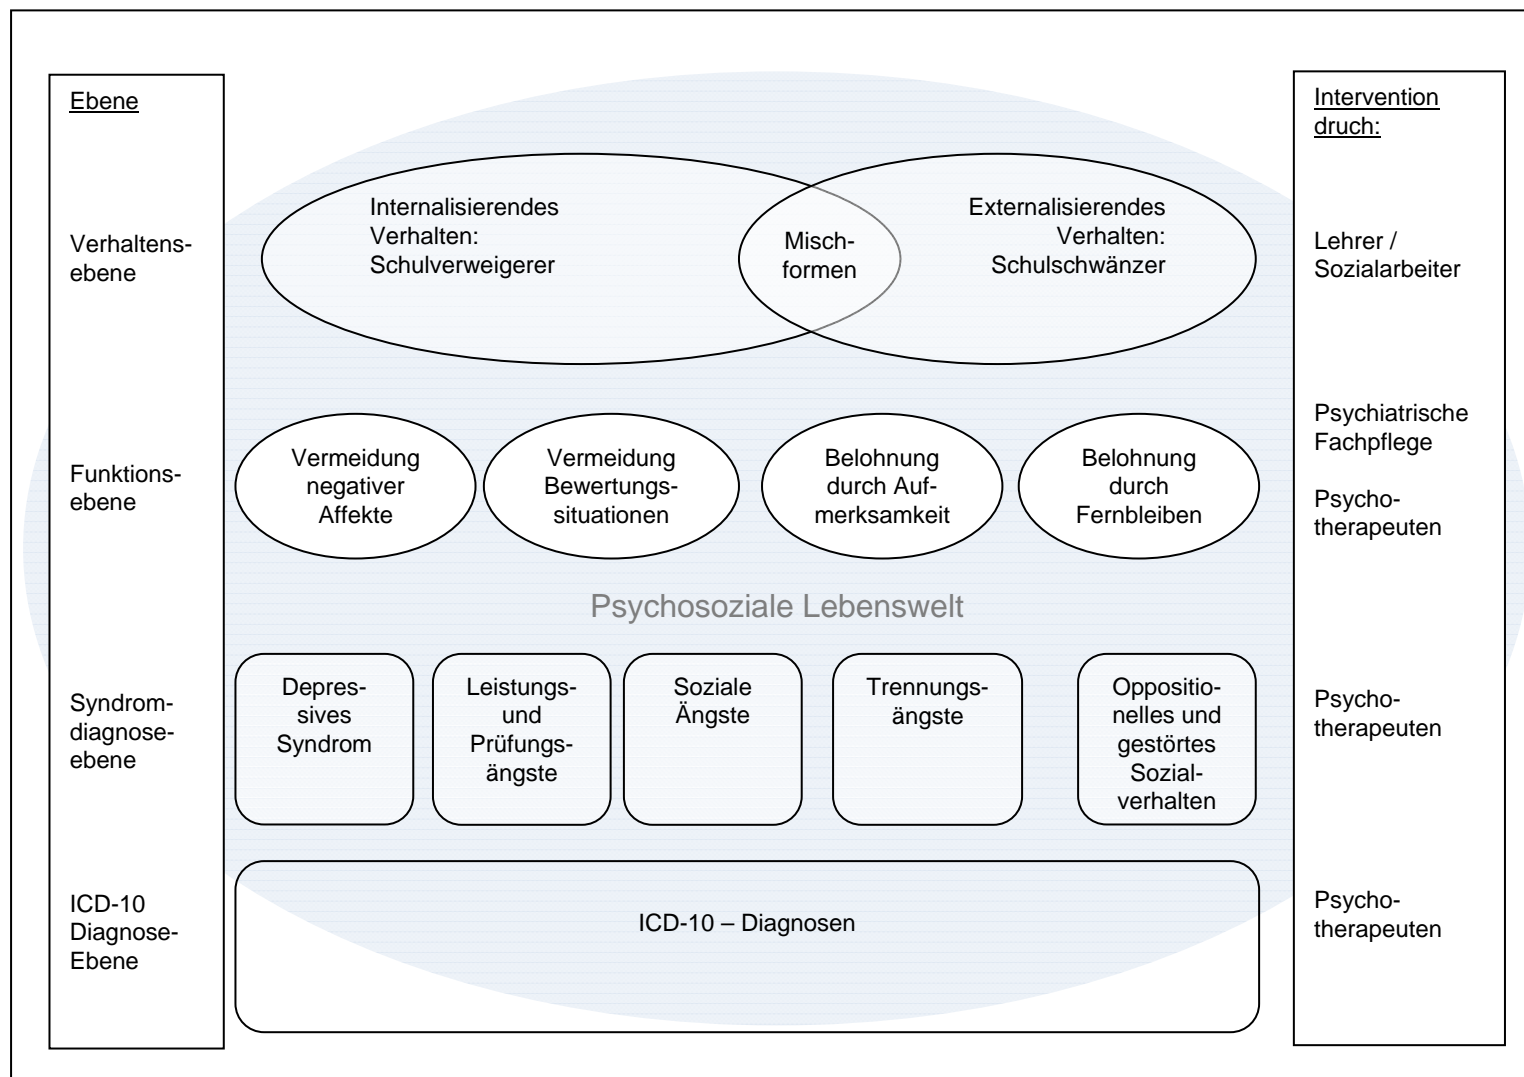 Ebene
Intervention
druch:
Verhaltens-
ebene
Internalisierendes
Verhalten:
Schulverweigerer
Misch-
formen
Externalisierendes
Verhalten:
Schulschwänzer
Lehrer /
Sozialarbeiter
Funktions-
ebene
Vermeidung
negativer
Affekte
Vermeidung
Bewertungs-
situationen
Belohnung
durch Auf-
merksamkeit
Belohnung
durch
Fernbleiben
Psychiatrische
Fachpflege
Psycho-
therapeuten
Psychosoziale Lebenswelt
Syndrom-
diagnose-
ebene
Depres-
sives
Syndrom
Leistungs-
und
Prüfungs-
ängste
Soziale
Ängste
Trennungs-
ängste
Oppositio-
nelles und
gestörtes
Sozial-
verhalten
Psycho-
therapeuten
ICD-10
Diagnose-
Ebene
ICD-10 – Diagnosen
Psycho-
therapeuten